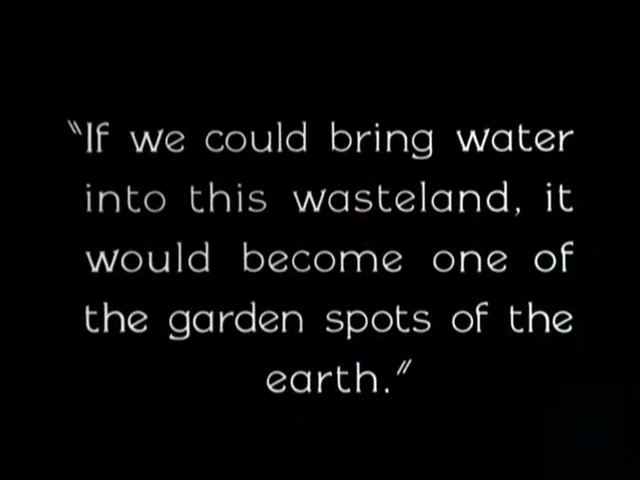 "If we could bring water
into this wasteland, it
would become one of
the garden spots of the
earth."